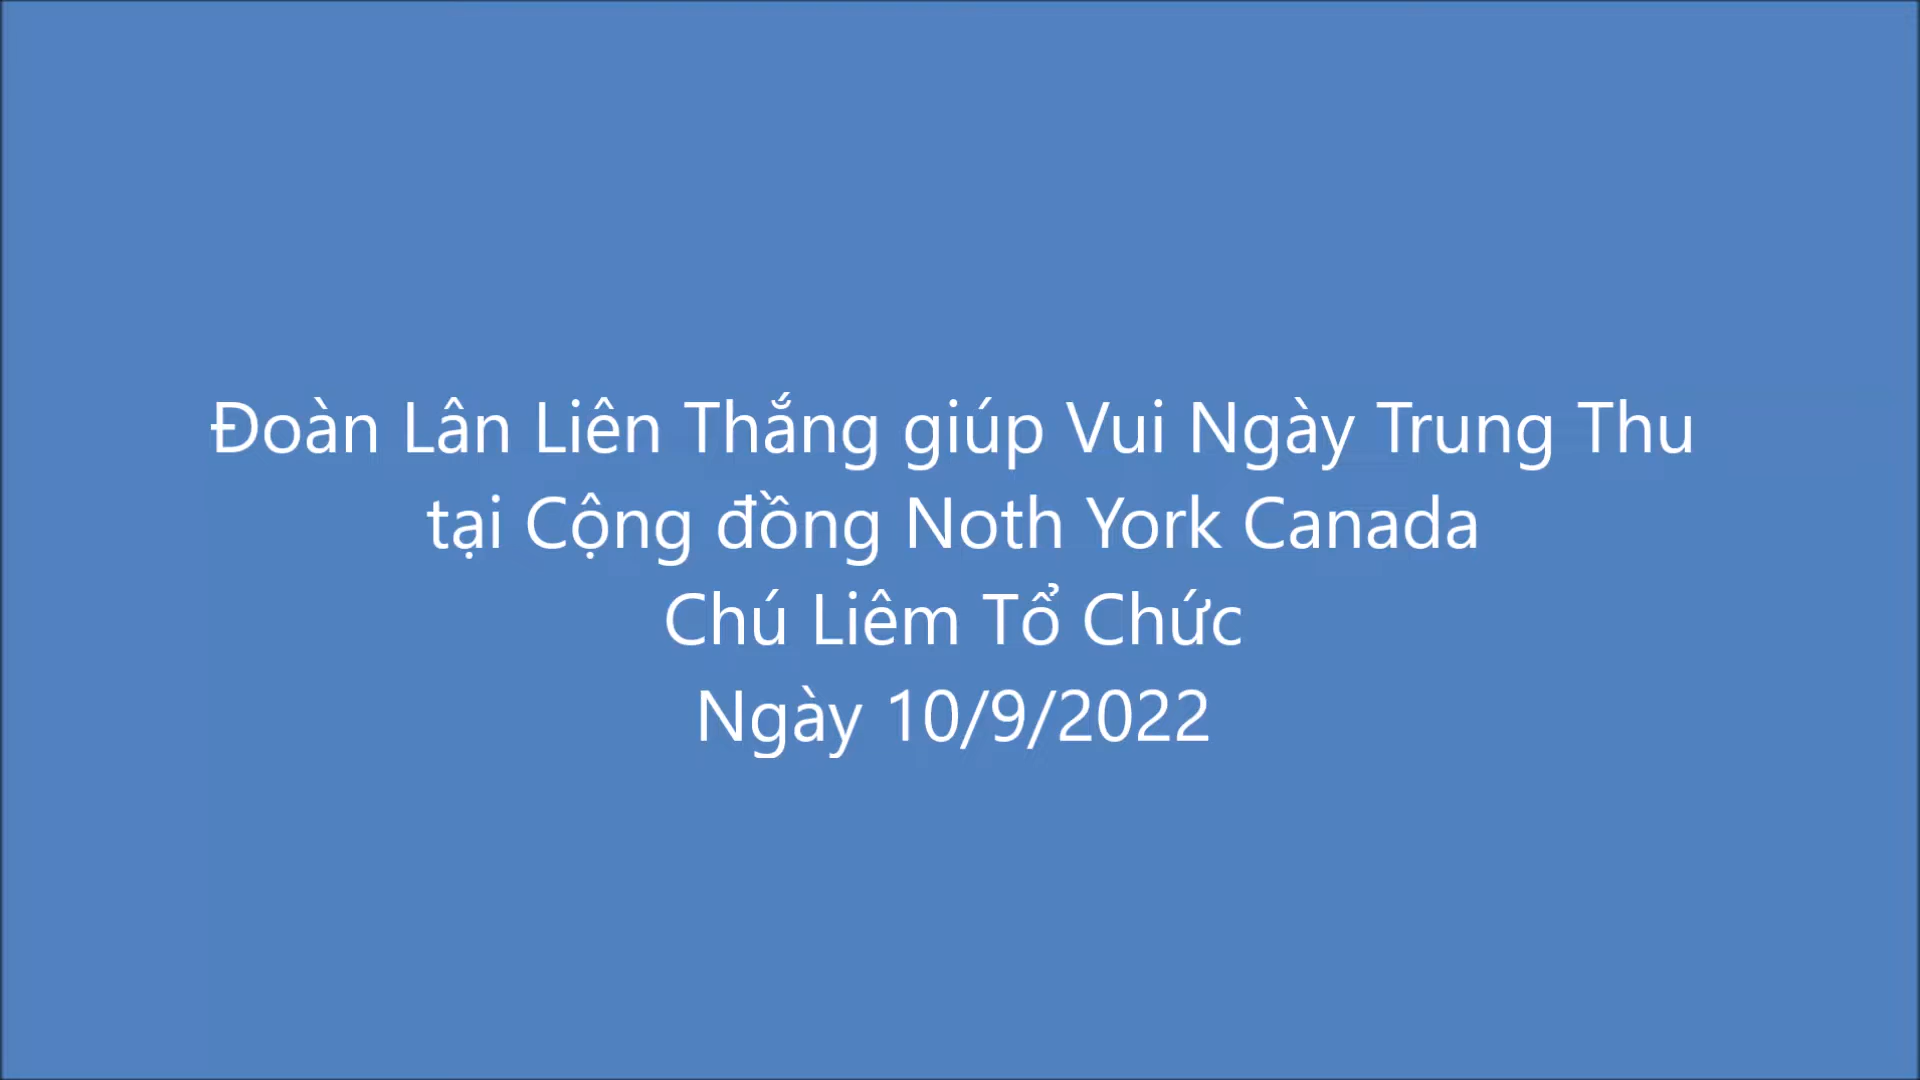 Đoàn Lân Liên Thắng giúp Vui Ngày Trung Thu
tại Cộng đồng Noth York Canada
Chú Liêm Tổ Chức
Ngày 10/9/2022